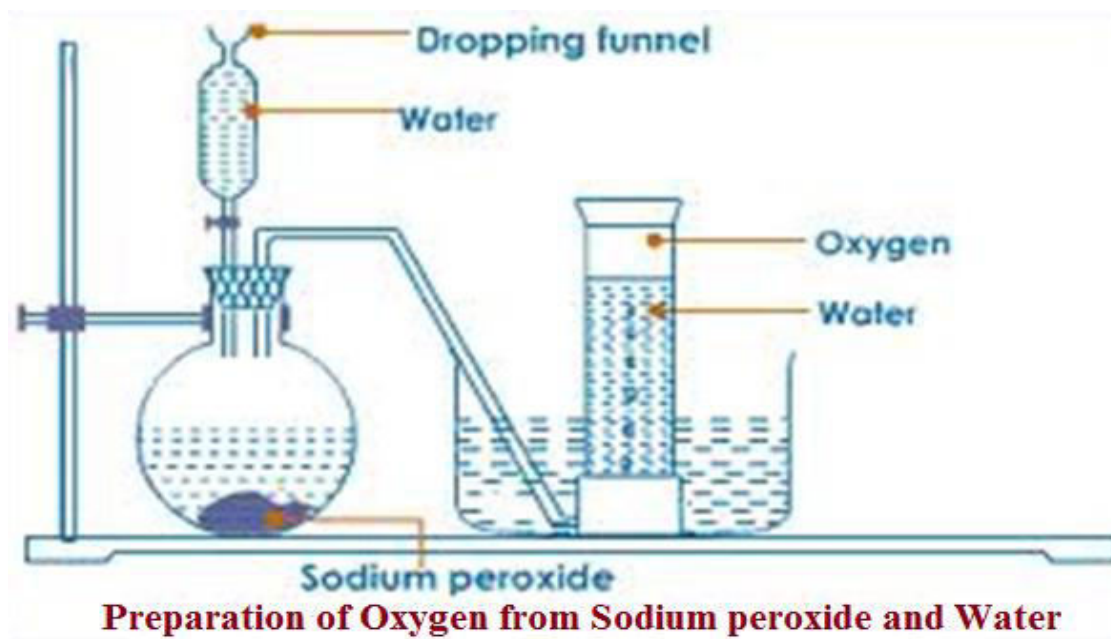 Dropping funnel
Water
Oxygen
Water
Sodium peroxide
Preparation of Oxygen from Sodium peroxide and Water